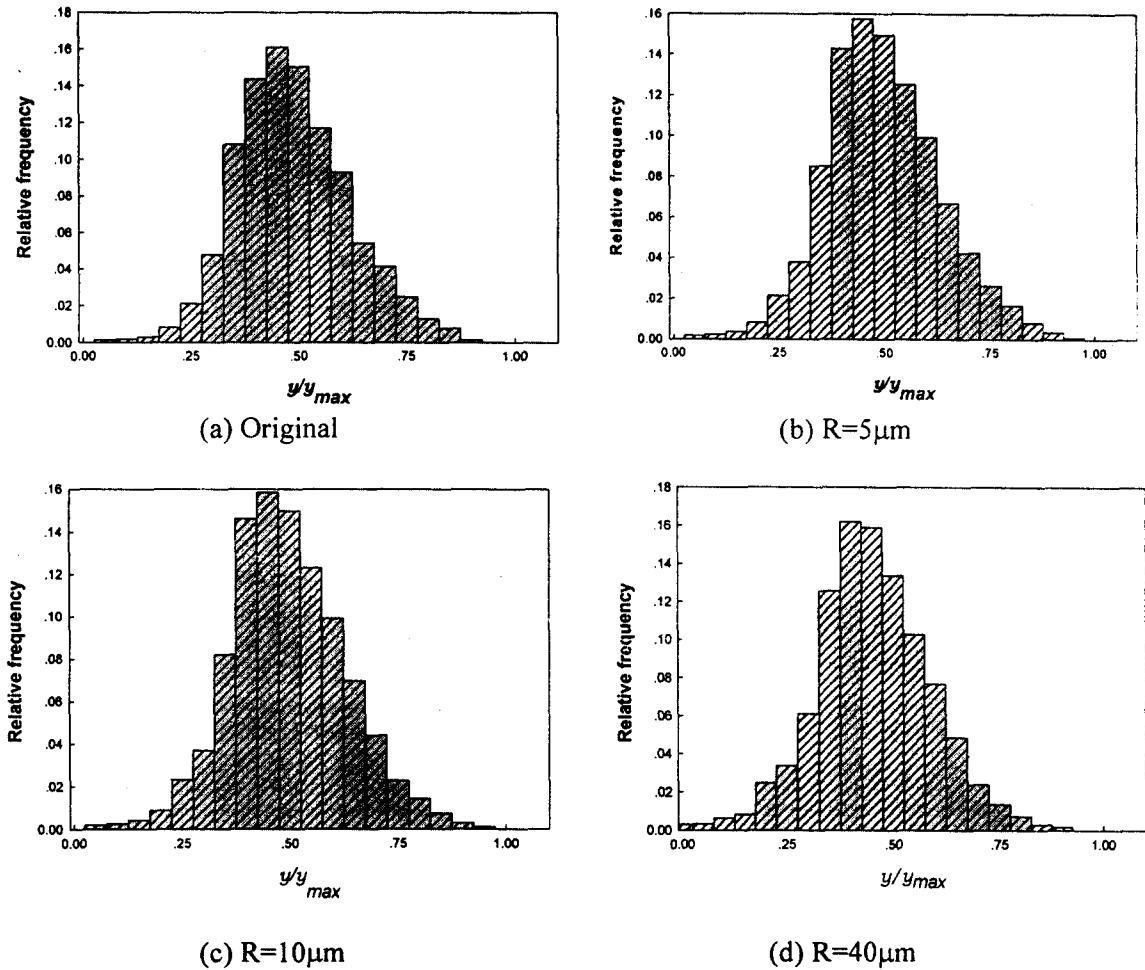 .18
.16
.14
.12
.10
.08
.06
.04
.02
0.00
Relative frequency
0.00 .25 .50 .75 1.00
y/y_max
(a) Original
.16
.14
.12
.10
.08
.06
.04
.02
0.00
Relative frequency
0.00 .25 .50 .75 1.00
y/y_max
(b) R=5μm
.16
.14
.12
.10
.08
.06
.04
.02
0.00
Relative frequency
0.00 .25 .50 .75 1.00
y/y_max
(c) R=10μm
.18
.16
.14
.12
.10
.08
.06
.04
.02
0.00
Relative frequency
0.00 .25 .50 .75 1.00
y/y_max
(d) R=40μm